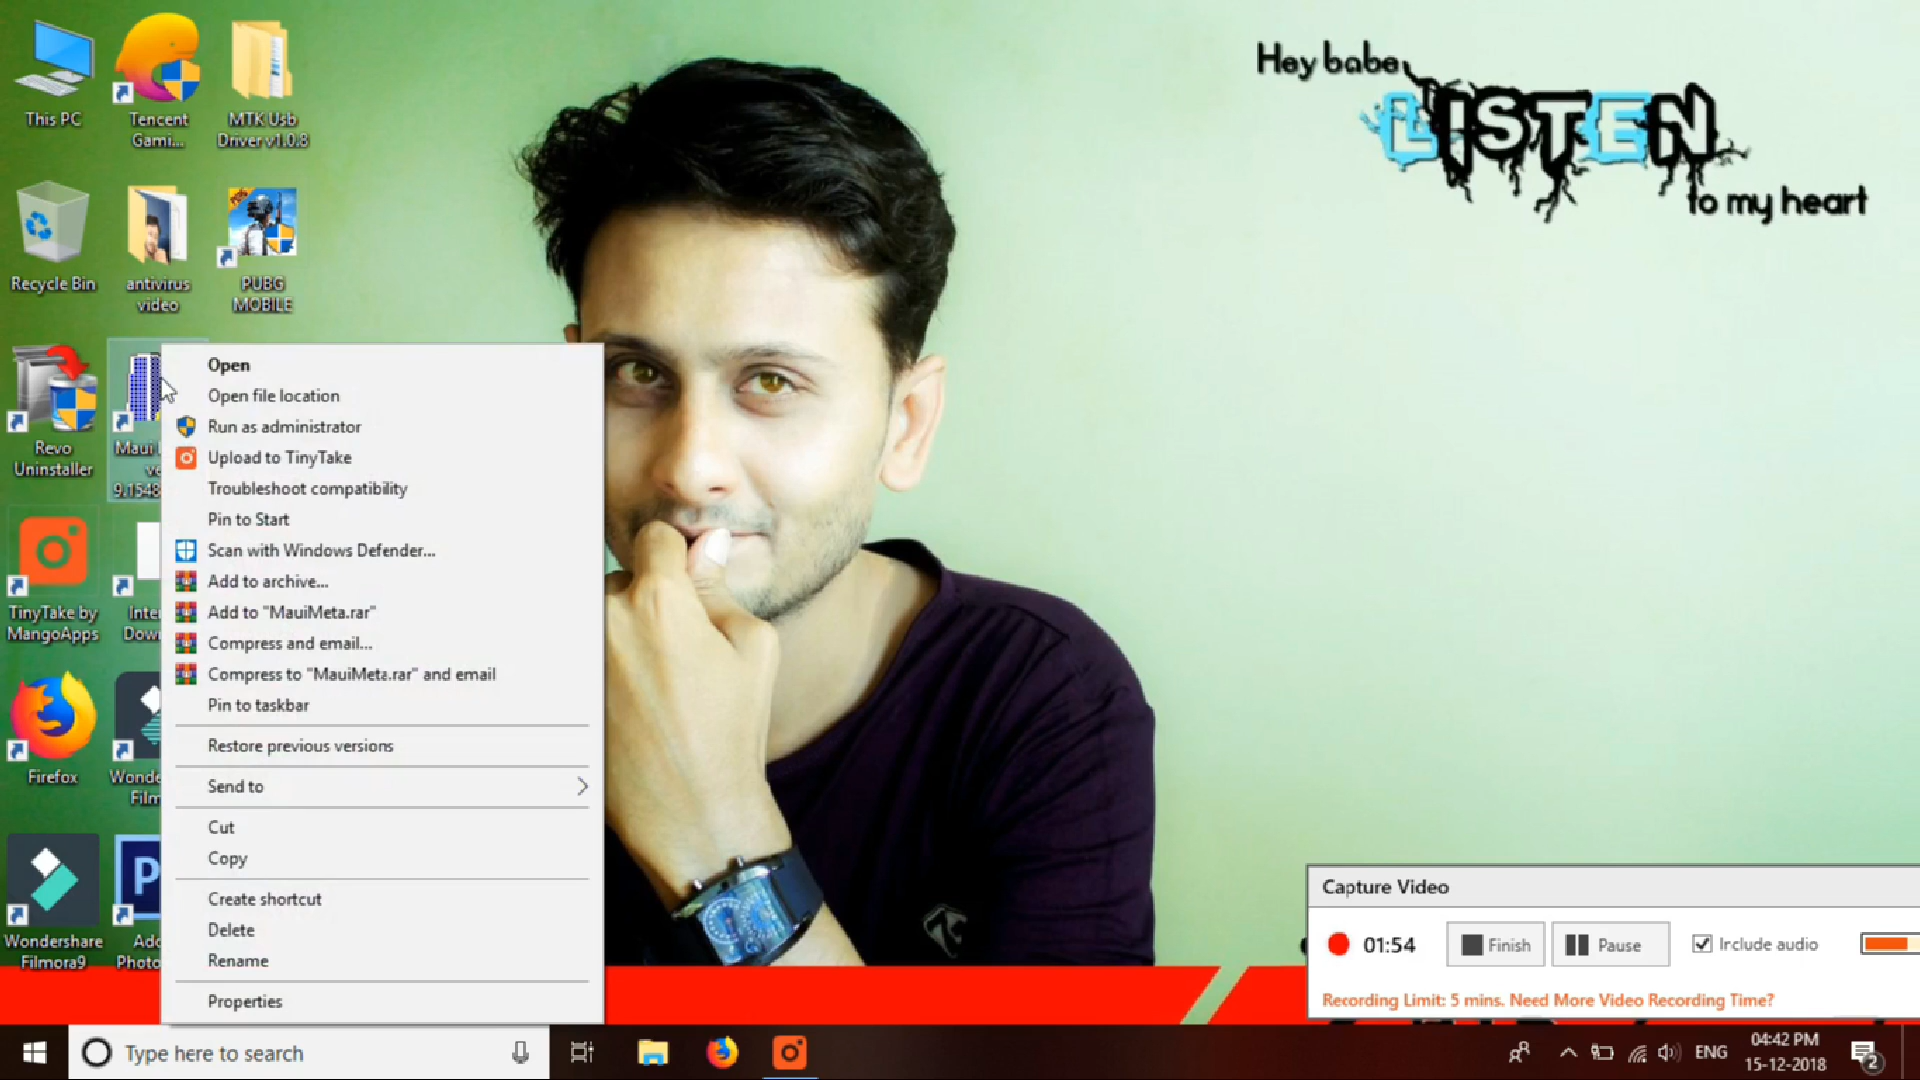 Hey babe
LISTEN
to my heart
This PC
Tencent
Gami...
MTK Usb
Driver v1.0.8
Recycle Bin
antivirus
video
PUBG
MOBILE
Revo
Uninstaller
Maui
9.1548
TinyTake by
MangoApps
Inte
Down
Firefox
Wonde
Film
Wondershare
Filmora9
Ado
Photo
Open
Open file location
Run as administrator
Upload to TinyTake
Troubleshoot compatibility
Pin to Start
Scan with Windows Defender...
Add to archive...
Add to "MauiMeta.rar"
Compress and email...
Compress to "MauiMeta.rar" and email
Pin to taskbar
Restore previous versions
Send to
Cut
Copy
Create shortcut
Delete
Rename
Properties
Capture Video
01:54
Finish
Pause
Include audio
Recording Limit: 5 mins. Need More Video Recording Time?
Type here to search
ENG
04:42 PM
15-12-2018
2